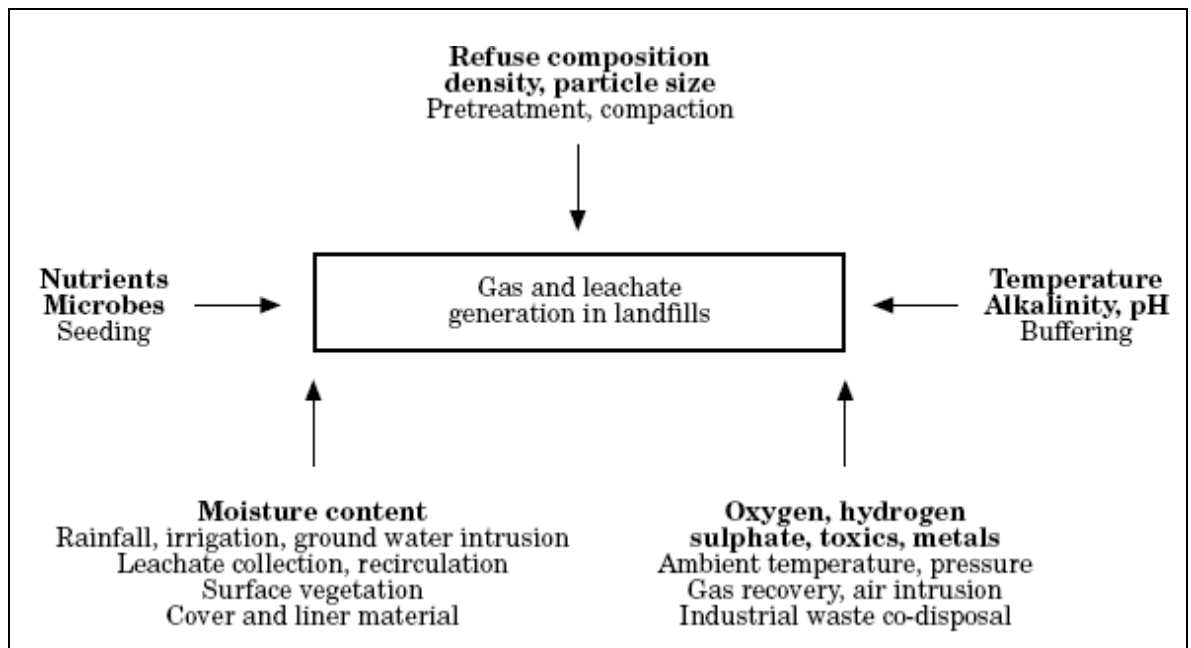 Refuse composition
density, particle size
Pretreatment, compaction
Nutrients
Microbes
Seeding
Gas and leachate
generation in landfills
Temperature
Alkalinity, pH
Buffering
Moisture content
Rainfall, irrigation, ground water intrusion
Leachate collection, recirculation
Surface vegetation
Cover and liner material
Oxygen, hydrogen
sulphate, toxics, metals
Ambient temperature, pressure
Gas recovery, air intrusion
Industrial waste co-disposal